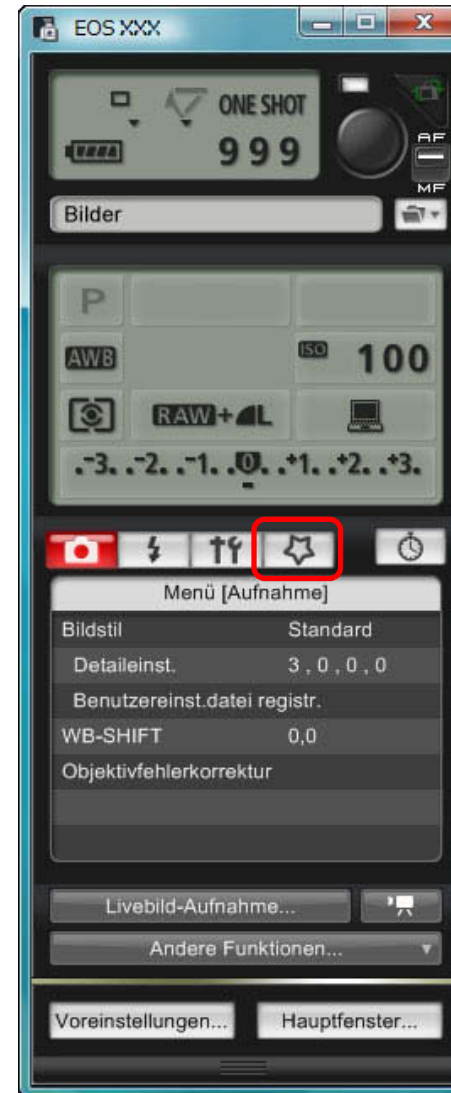 EOS XXX
ONE SHOT
999
AF
MF
Bilder
P
AWB
ISO 100
RAW+L
.-3. .-2. .-1. .0. .+1. .+2. .+3.
Menü [Aufnahme]
Bildstil Standard
Detaileinst. 3 , 0 , 0 , 0
Benutzereinst.datei registr.
WB-SHIFT 0,0
Objektivfehlerkorrektur
Livebild-Aufnahme...
Andere Funktionen...
Voreinstellungen... Hauptfenster...